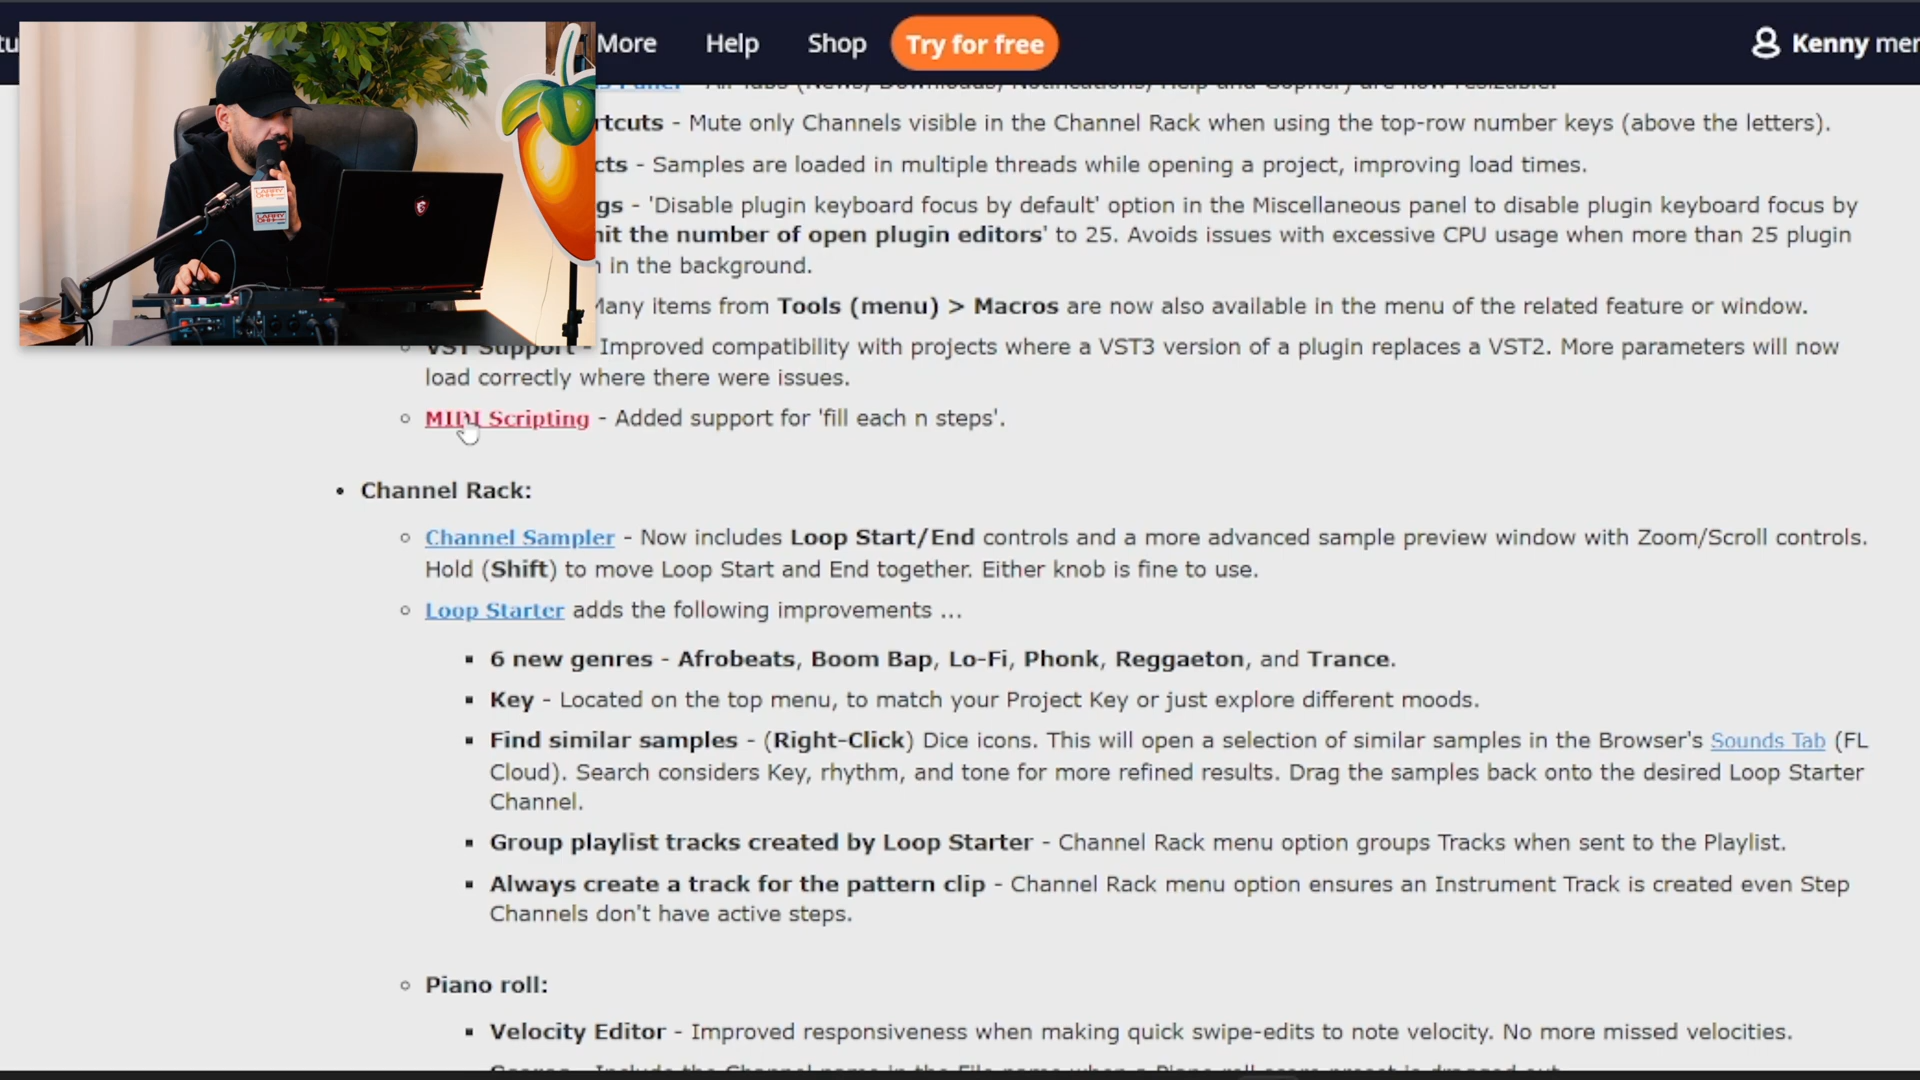 More Help Shop Try for free Kenny
rtcuts - Mute only Channels visible in the Channel Rack when using the top-row number keys (above the letters).
cts - Samples are loaded in multiple threads while opening a project, improving load times.
gs - 'Disable plugin keyboard focus by default' option in the Miscellaneous panel to disable plugin keyboard focus by
nit the number of open plugin editors' to 25. Avoids issues with excessive CPU usage when more than 25 plugin
in the background.
Many items from Tools (menu) > Macros are now also available in the menu of the related feature or window.
VST Support - Improved compatibility with projects where a VST3 version of a plugin replaces a VST2. More parameters will now
load correctly where there were issues.
MIDI Scripting - Added support for 'fill each n steps'.
Channel Rack:
Channel Sampler - Now includes Loop Start/End controls and a more advanced sample preview window with Zoom/Scroll controls.
Hold (Shift) to move Loop Start and End together. Either knob is fine to use.
Loop Starter adds the following improvements ...
6 new genres - Afrobeats, Boom Bap, Lo-Fi, Phonk, Reggaeton, and Trance.
Key - Located on the top menu, to match your Project Key or just explore different moods.
Find similar samples - (Right-Click) Dice icons. This will open a selection of similar samples in the Browser's Sounds Tab (FL
Cloud). Search considers Key, rhythm, and tone for more refined results. Drag the samples back onto the desired Loop Starter
Channel.
Group playlist tracks created by Loop Starter - Channel Rack menu option groups Tracks when sent to the Playlist.
Always create a track for the pattern clip - Channel Rack menu option ensures an Instrument Track is created even Step
Channels don't have active steps.
Piano roll:
Velocity Editor - Improved responsiveness when making quick swipe-edits to note velocity. No more missed velocities.